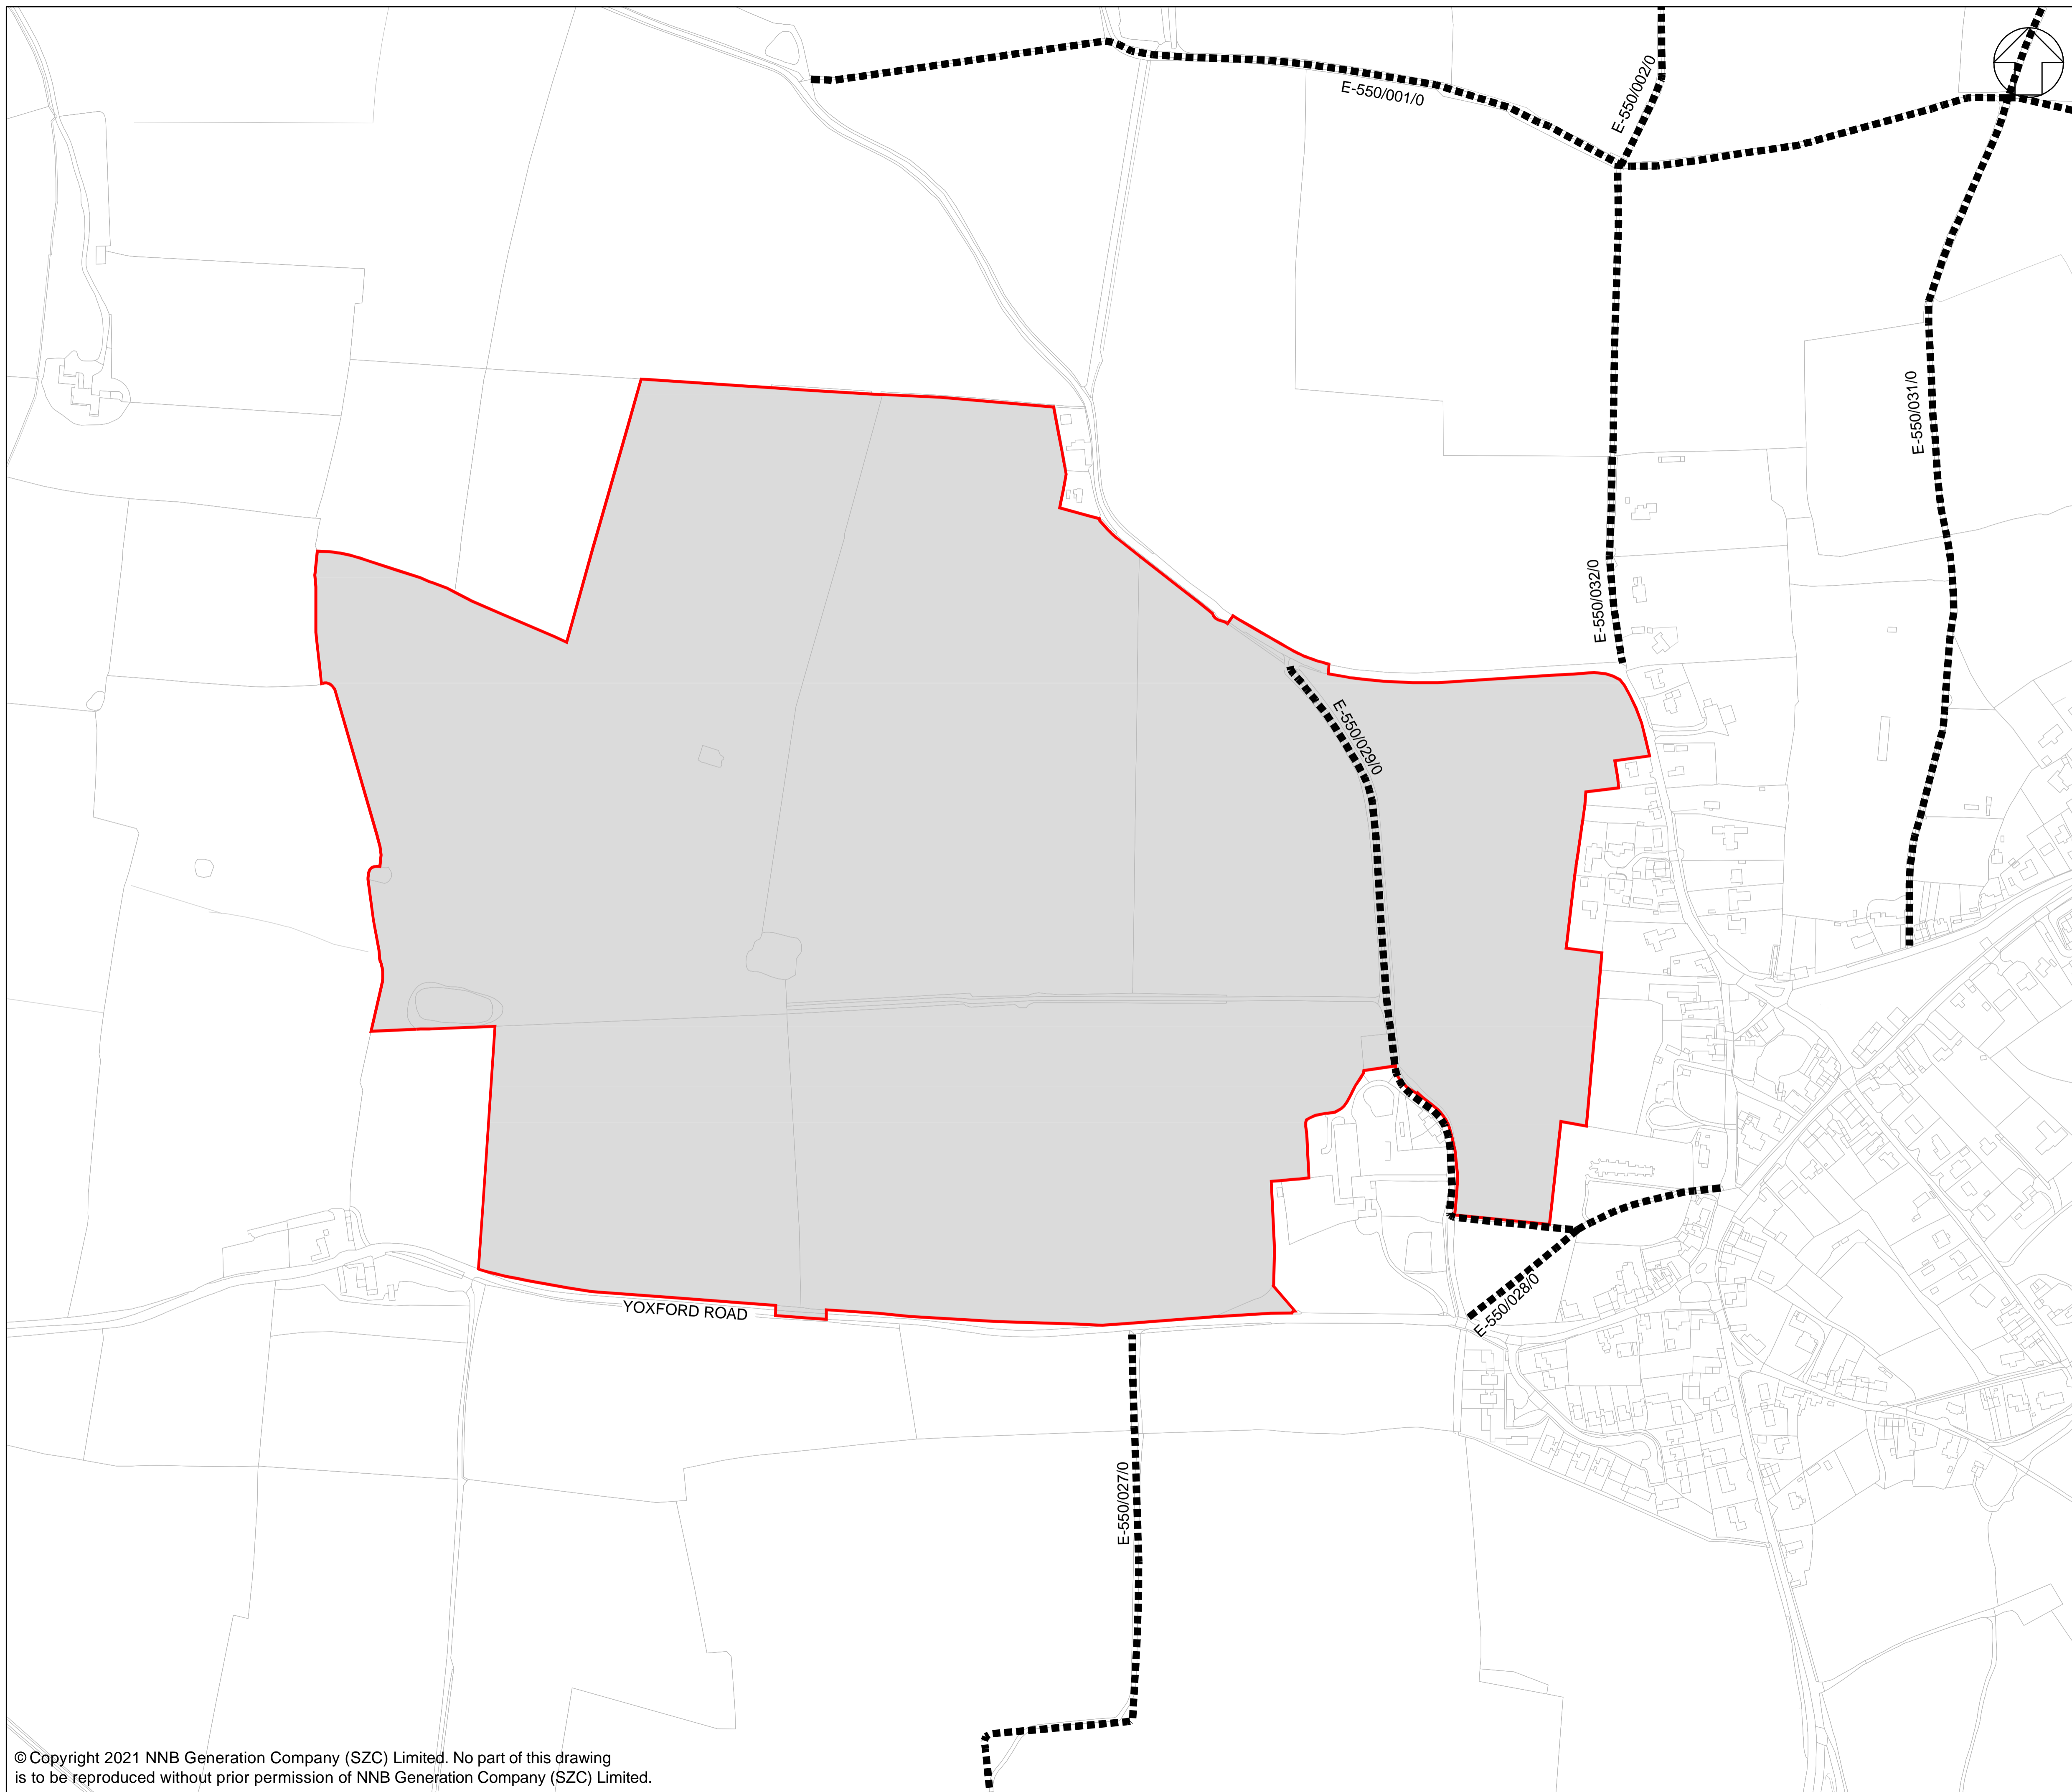 E-550/001/0
E-550/002/0
E-550/031/0
E-550/032/0
E-550/029/0
YOXFORD ROAD
E-550/028/0
E-550/027/0
© Copyright 2021 NNB Generation Company (SZC) Limited. No part of this drawing
is to be reproduced without prior permission of NNB Generation Company (SZC) Limited.